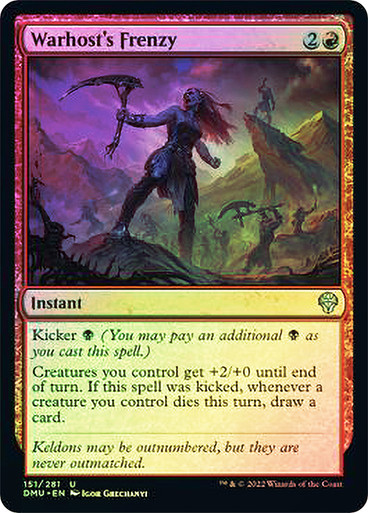 Warhost's Frenzy 2
Instant
Kicker (You may pay an additional as
you cast this spell.)
Creatures you control get +2/+0 until end
of turn. If this spell was kicked, whenever a
creature you control dies this turn, draw a
card.
Keldons may be outnumbered, but they are
never outmatched.
151/281 U
DMU • EN Igor Grechanyi
™ & © 2022 Wizards of the Coast